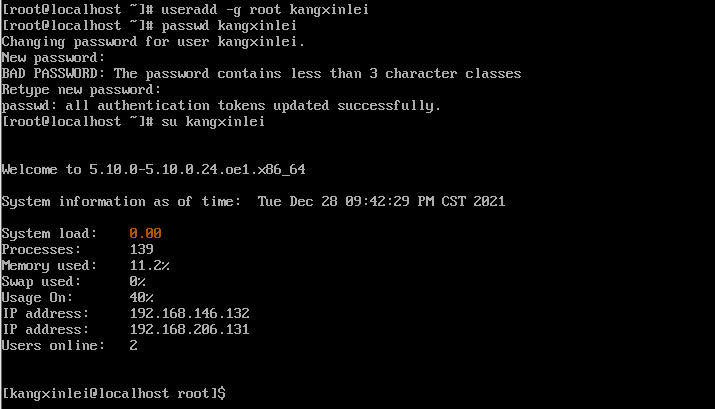 [root@localhost ~]# useradd -g root kangxinlei
[root@localhost ~]# passwd kangxinlei
Changing password for user kangxinlei.
New password:
BAD PASSWORD: The password contains less than 3 character classes
Retype new password:
passwd: all authentication tokens updated successfully.
[root@localhost ~]# su kangxinlei
Welcome to 5.10.0-5.10.0.24.oe1.x86_64
System information as of time:  Tue Dec 28 09:42:29 PM CST 2021
System load:    0.00
Processes:      139
Memory used:    11.2%
Swap used:      0%
Usage On:       40%
IP address:     192.168.146.132
IP address:     192.168.206.131
Users online:   2
[kangxinlei@localhost root]$